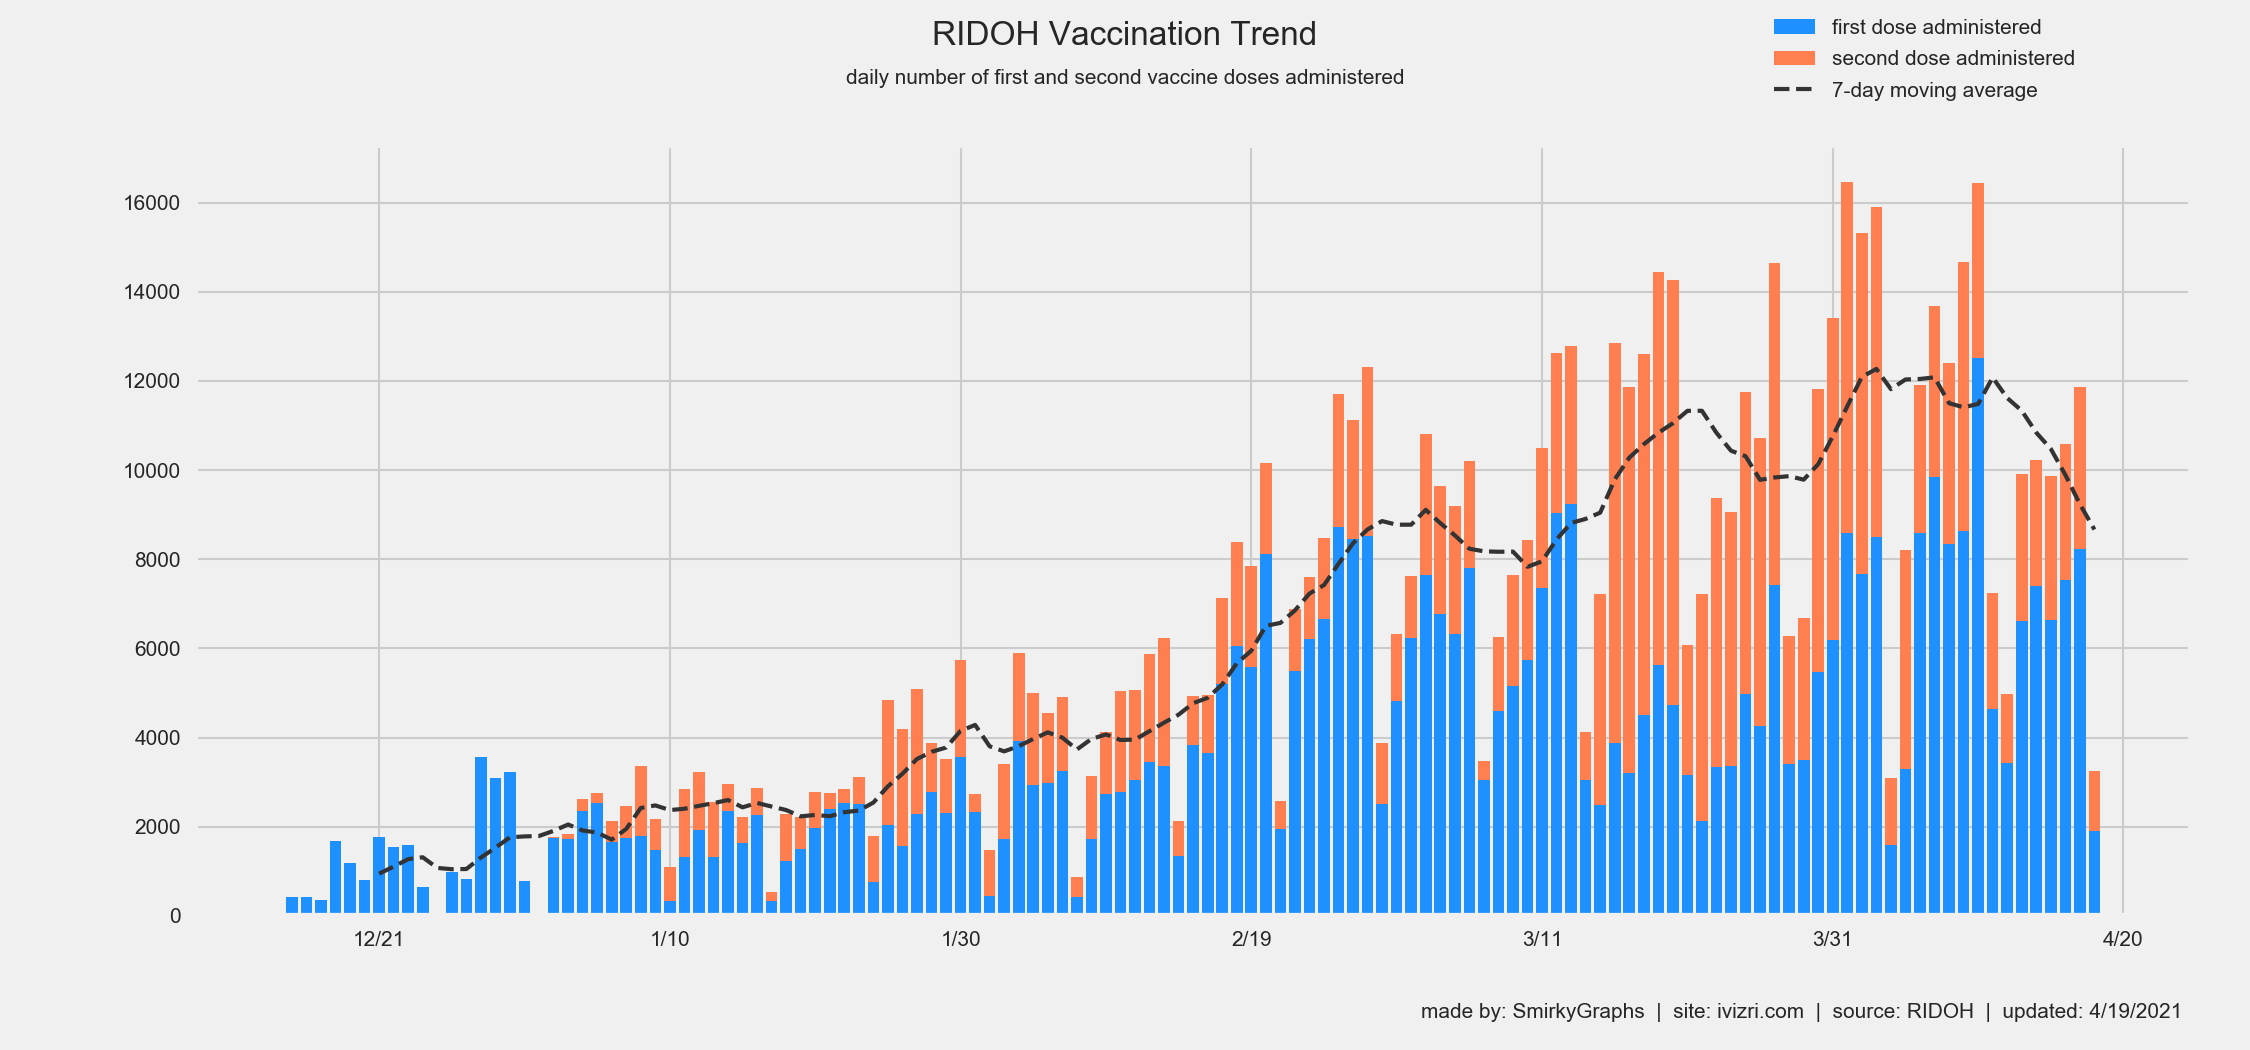 RIDOH Vaccination Trend
daily number of first and second vaccine doses administered
first dose administered
second dose administered
7-day moving average
16000
14000
12000
10000
8000
6000
4000
2000
0
12/21 1/10 1/30 2/19 3/11 3/31 4/20
made by: SmirkyGraphs | site: ivizri.com | source: RIDOH | updated: 4/19/2021